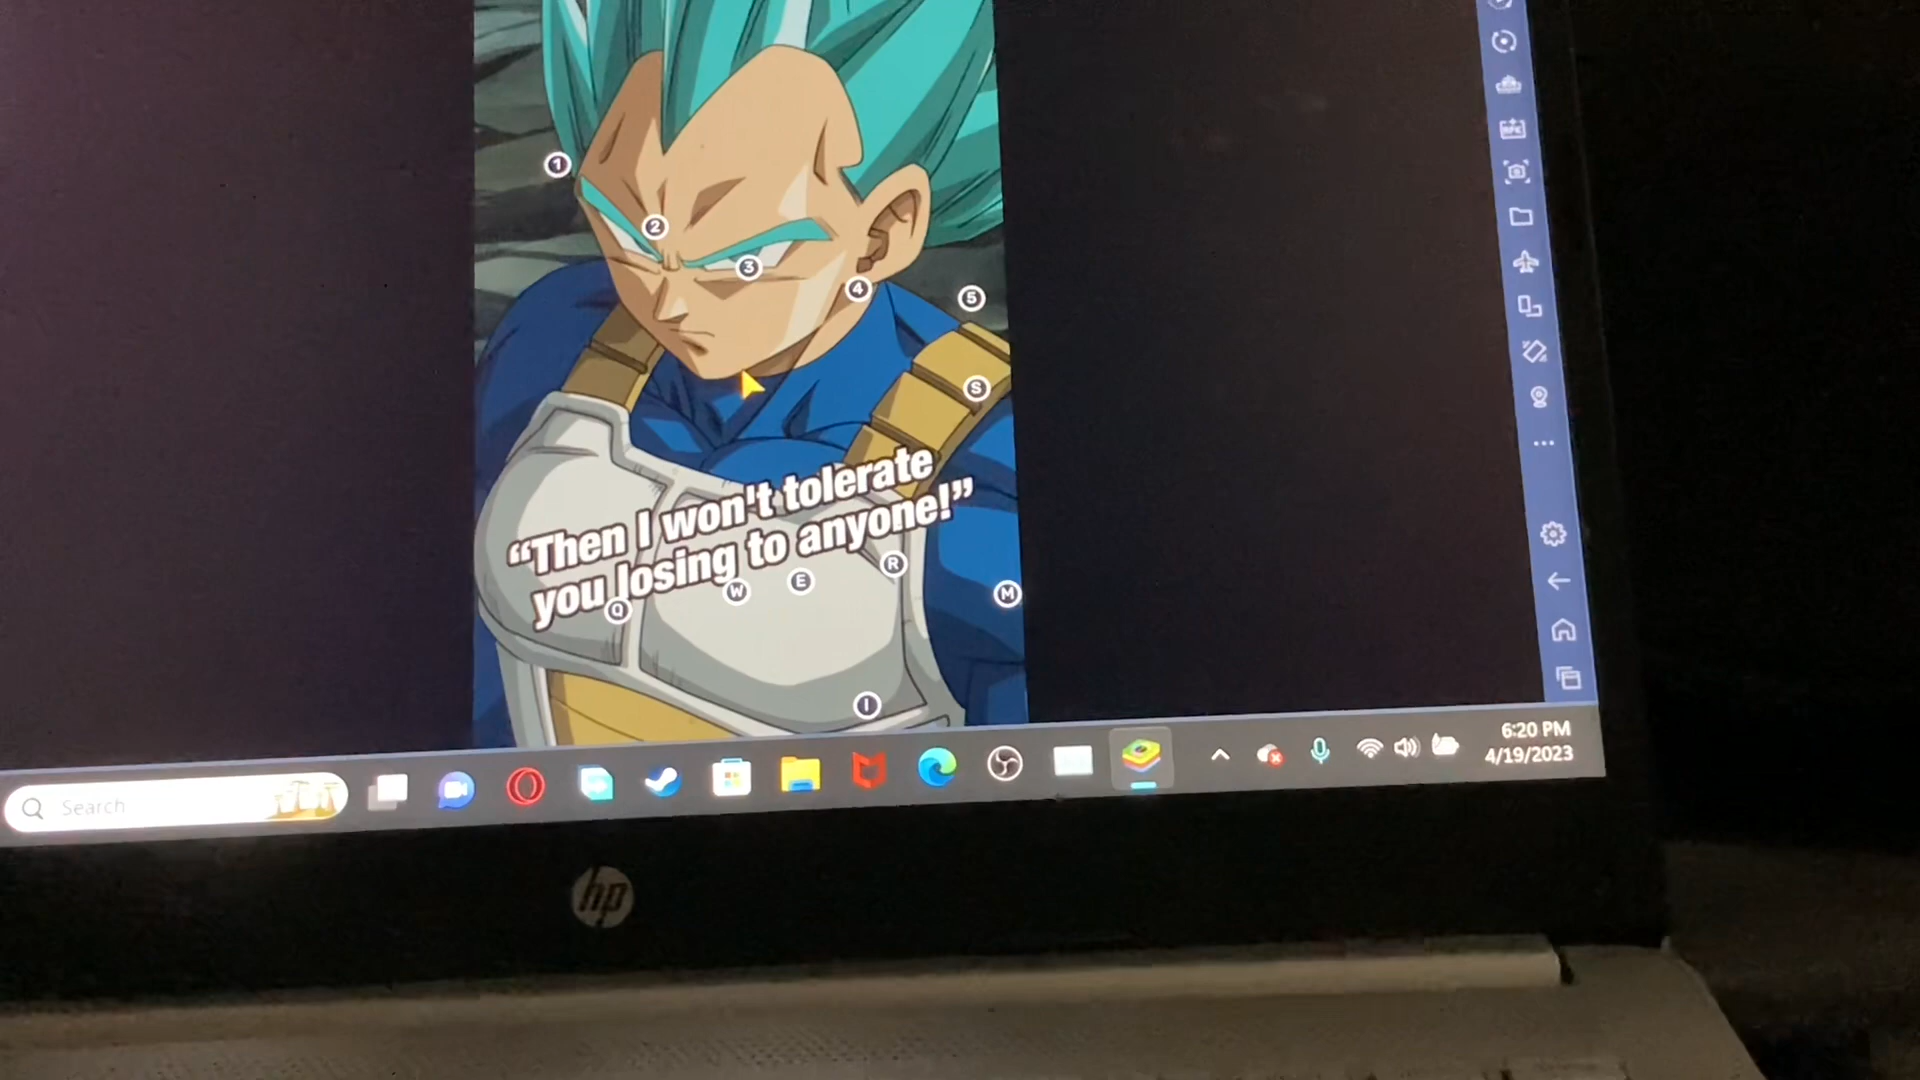 1
2
3
4
5
S
“Then I won't tolerate
you losing to anyone!”
Q
W
E
R
M
I
6:20 PM
4/19/2023
Search
hp